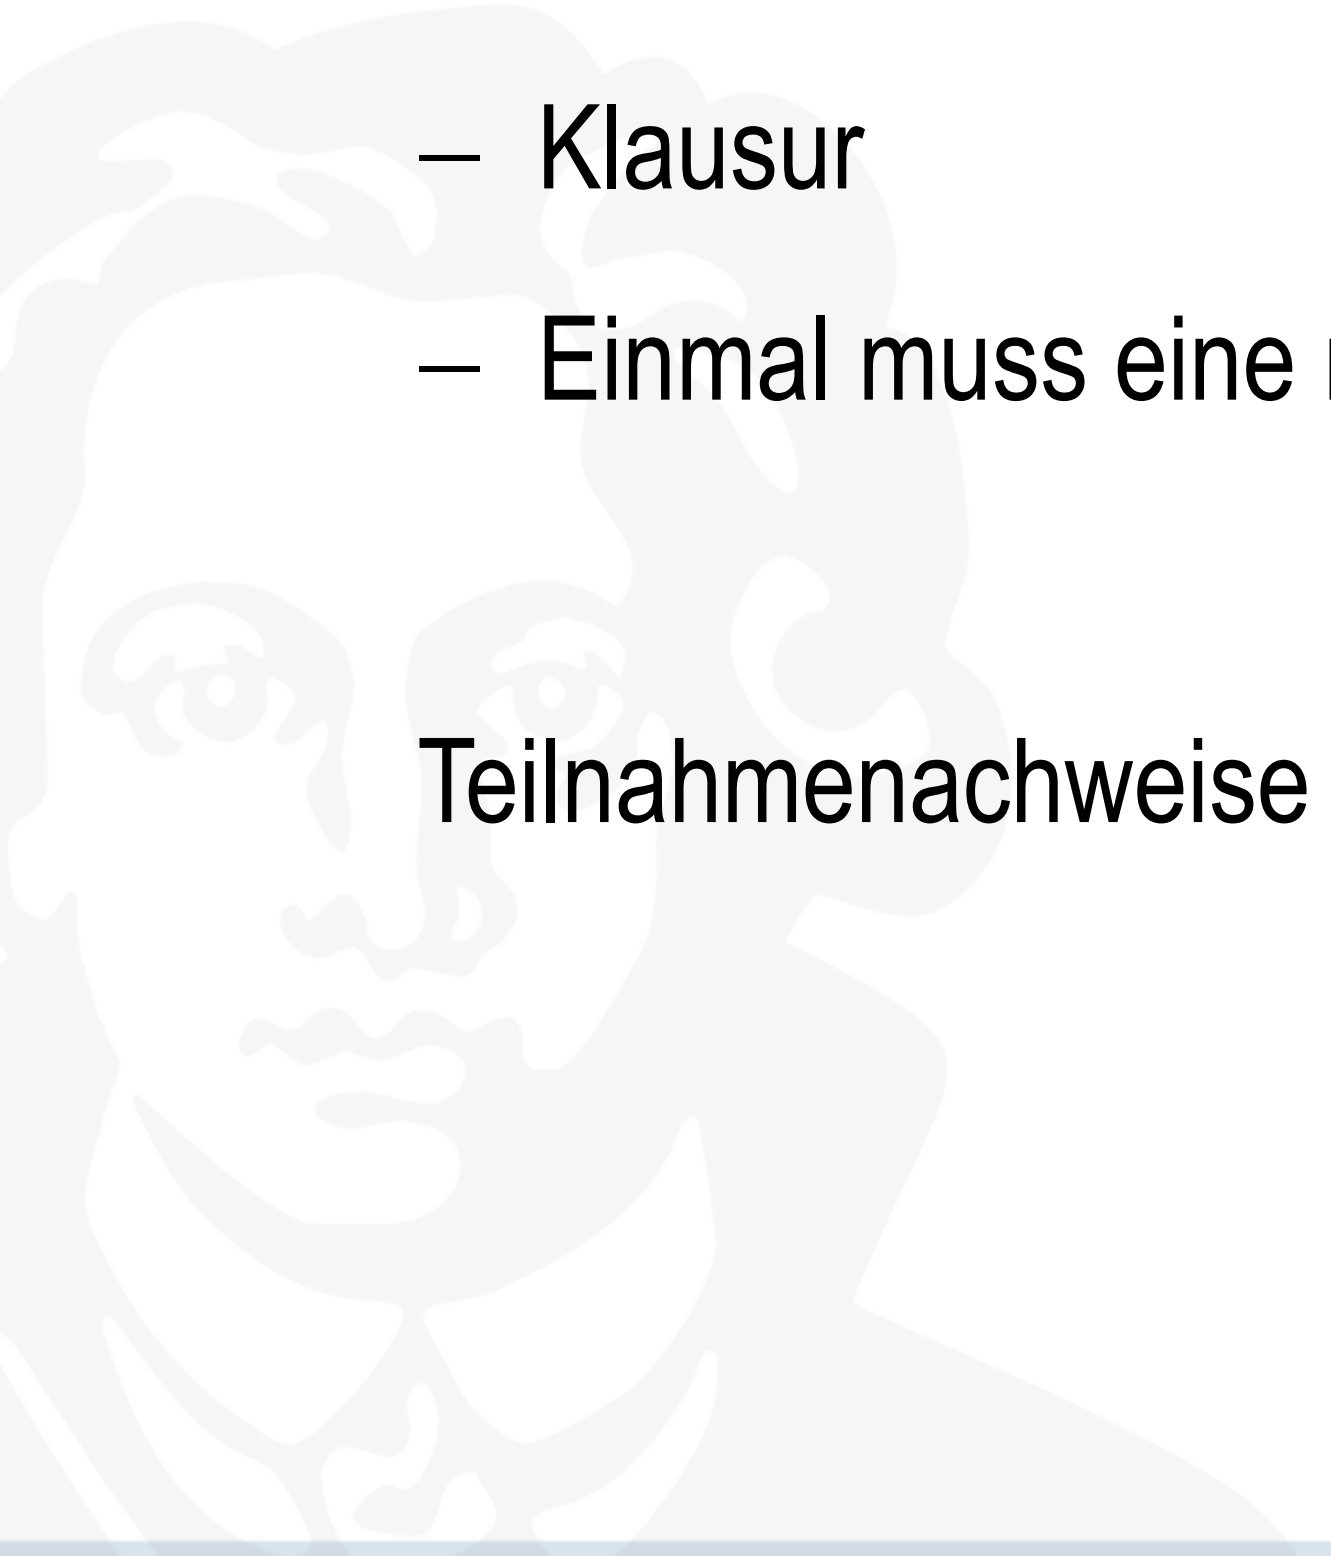 – Klausur
– Einmal muss eine
Teilnahmenachweise